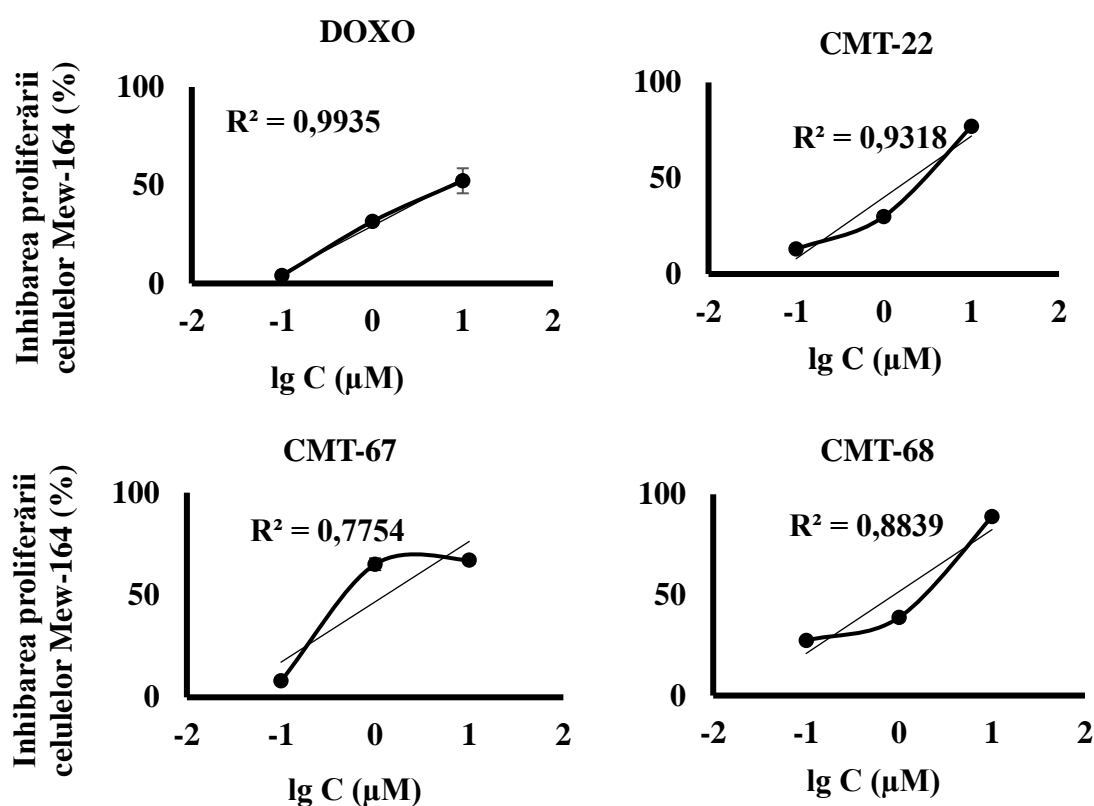 DOXO
Inhibarea proliferării
celulelor Mew-164 (%)
100
50
0
R² = 0,9935
-2 -1 0 1 2
lg C (µM)
CMT-22
100
50
0
R² = 0,9318
-2 -1 0 1 2
lg C (µM)
CMT-67
Inhibarea proliferării
celulelor Mew-164 (%)
100
50
0
R² = 0,7754
-2 -1 0 1 2
lg C (µM)
CMT-68
100
50
0
R² = 0,8839
-2 -1 0 1 2
lg C (µM)